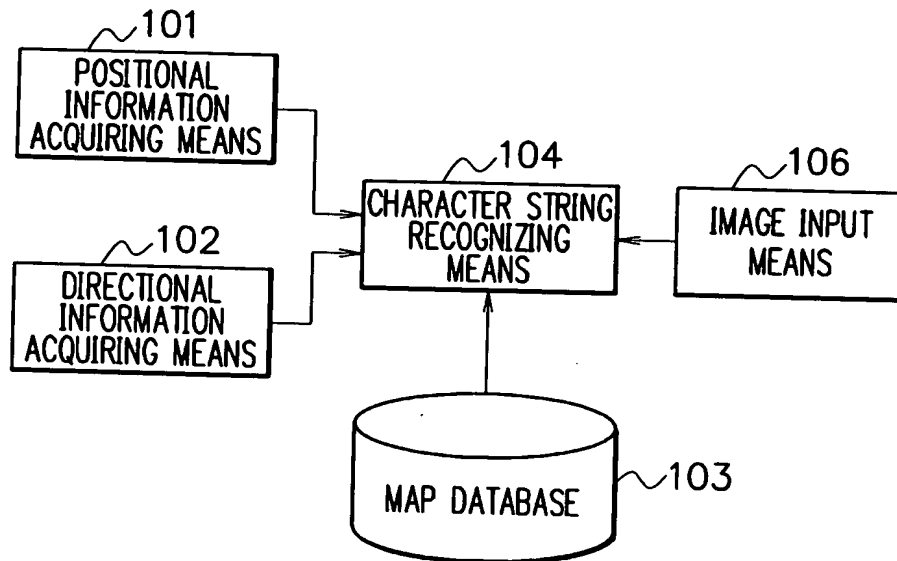 101
POSITIONAL
INFORMATION
ACQUIRING MEANS
102
DIRECTIONAL
INFORMATION
ACQUIRING MEANS
104
CHARACTER STRING
RECOGNIZING
MEANS
106
IMAGE INPUT
MEANS
MAP DATABASE
103